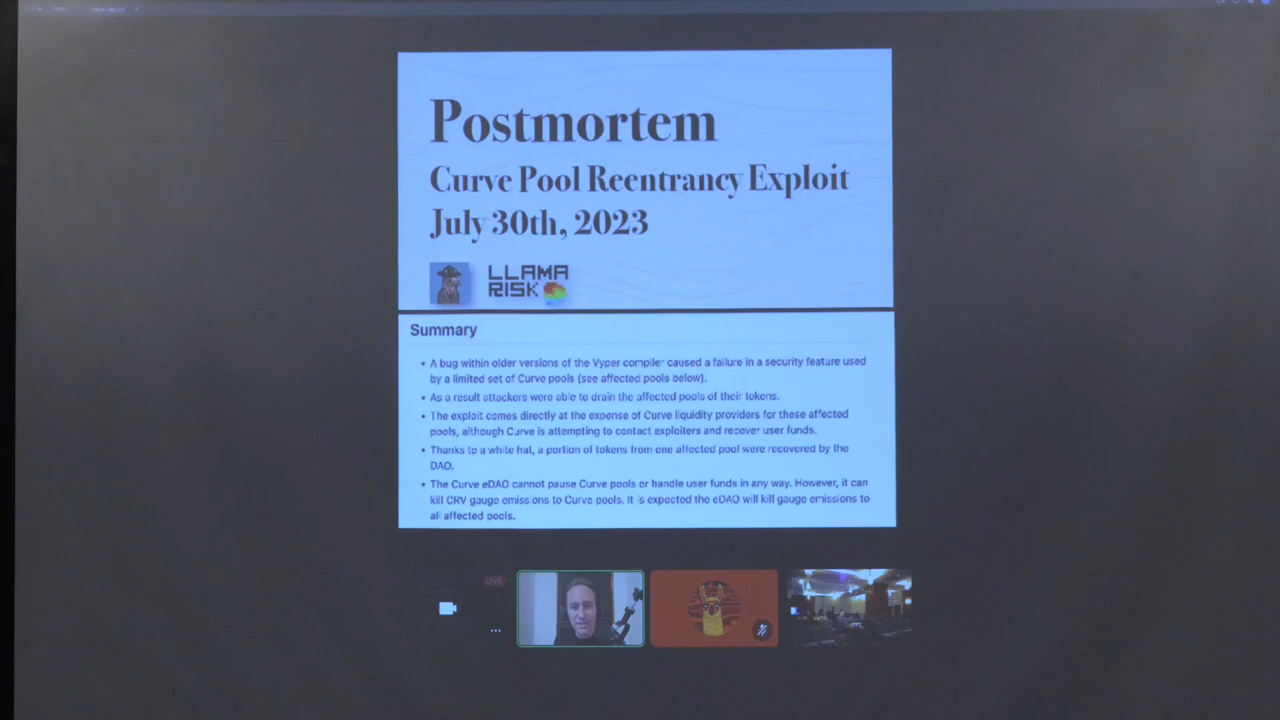 Postmortem
Curve Pool Reentrancy Exploit
July 30th, 2023
LLAMA
RISK
Summary
• A bug within older versions of the Vyper compiler caused a failure in a security feature used
by a limited set of Curve pools (see affected pools below).
• As a result attackers were able to drain the affected pools of their tokens.
• The exploit comes directly at the expense of Curve liquidity providers for these affected
pools, although Curve is attempting to contact exploiters and recover user funds.
• Thanks to a white hat, a portion of tokens from one affected pool were recovered by the
DAO.
• The Curve eDAO cannot pause Curve pools or handle user funds in any way. However, it can
kill CRV gauge emissions to Curve pools. It is expected the eDAO will kill gauge emissions to
all affected pools.
LIVE